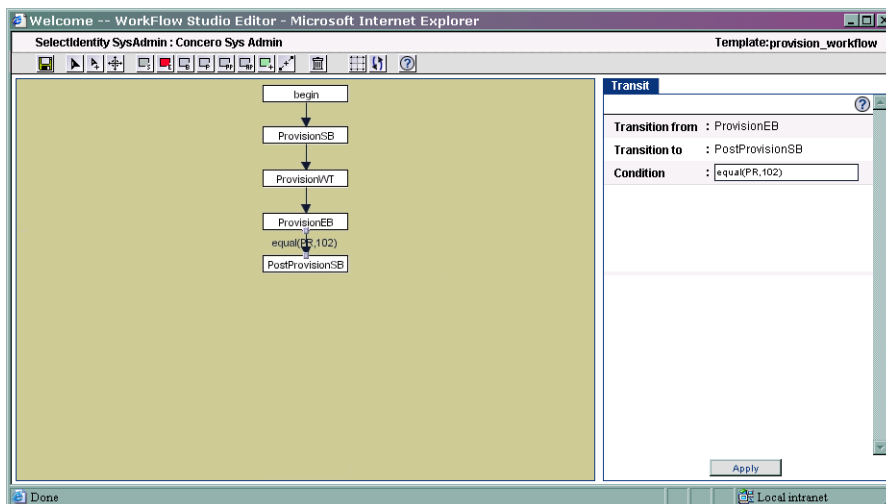 Welcome -- WorkFlow Studio Editor - Microsoft Internet Explorer
SelectIdentity SysAdmin : Concero Sys Admin
Template:provision_workflow
begin
ProvisionSB
ProvisionWT
ProvisionEB
equal(PR,102)
PostProvisionSB
Transit
Transition from : ProvisionEB
Transition to : PostProvisionSB
Condition : equal(PR,102)
Apply
Done
Local intranet